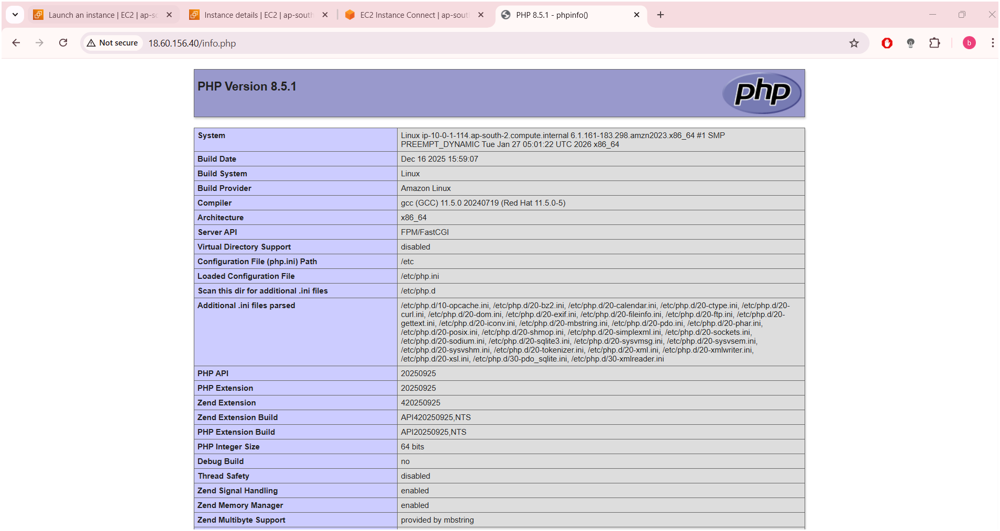 Launch an instance | EC2 | ap-so
Instance details | EC2 | ap-south
EC2 Instance Connect | ap-sout
PHP 8.5.1 - phpinfo()
Not secure
18.60.156.40/info.php
b
PHP Version 8.5.1
php
System
Linux ip-10-0-1-114.ap-south-2.compute.internal 6.1.161-183.298.amzn2023.x86_64 #1 SMP
PREEMPT_DYNAMIC Tue Jan 27 05:01:22 UTC 2026 x86_64
Build Date
Dec 16 2025 15:59:07
Build System
Linux
Build Provider
Amazon Linux
Compiler
gcc (GCC) 11.5.0 20240719 (Red Hat 11.5.0-5)
Architecture
x86_64
Server API
FPM/FastCGI
Virtual Directory Support
disabled
Configuration File (php.ini) Path
/etc
Loaded Configuration File
/etc/php.ini
Scan this dir for additional .ini files
/etc/php.d
Additional .ini files parsed
/etc/php.d/10-opcache.ini, /etc/php.d/20-bz2.ini, /etc/php.d/20-calendar.ini, /etc/php.d/20-ctype.ini, /etc/php.d/20-
curl.ini, /etc/php.d/20-dom.ini, /etc/php.d/20-exif.ini, /etc/php.d/20-fileinfo.ini, /etc/php.d/20-ftp.ini, /etc/php.d/20-
gettext.ini, /etc/php.d/20-iconv.ini, /etc/php.d/20-mbstring.ini, /etc/php.d/20-pdo.ini, /etc/php.d/20-phar.ini,
/etc/php.d/20-posix.ini, /etc/php.d/20-shmop.ini, /etc/php.d/20-simplexml.ini, /etc/php.d/20-sockets.ini,
/etc/php.d/20-sodium.ini, /etc/php.d/20-sqlite3.ini, /etc/php.d/20-sysvmsg.ini, /etc/php.d/20-sysvsem.ini,
/etc/php.d/20-sysvshm.ini, /etc/php.d/20-tokenizer.ini, /etc/php.d/20-xml.ini, /etc/php.d/20-xmlwriter.ini,
/etc/php.d/20-xsl.ini, /etc/php.d/30-pdo_sqlite.ini, /etc/php.d/30-xmlreader.ini
PHP API
20250925
PHP Extension
20250925
Zend Extension
420250925
Zend Extension Build
API420250925,NTS
PHP Extension Build
API20250925,NTS
PHP Integer Size
64 bits
Debug Build
no
Thread Safety
disabled
Zend Signal Handling
enabled
Zend Memory Manager
enabled
Zend Multibyte Support
provided by mbstring